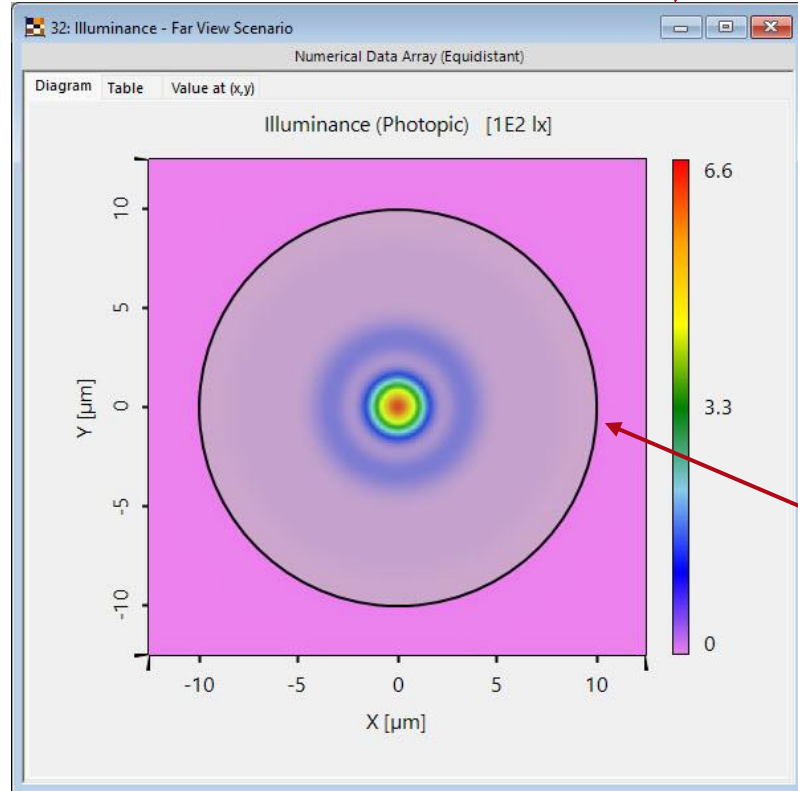 32: Illuminance - Far View Scenario
Numerical Data Array (Equidistant)
Diagram Table Value at (x,y)
Illuminance (Photopic) [1E2 lx]
6.6
3.3
0
Y [µm]
10
5
0
-5
-10
-10 -5 0 5 10
X [µm]